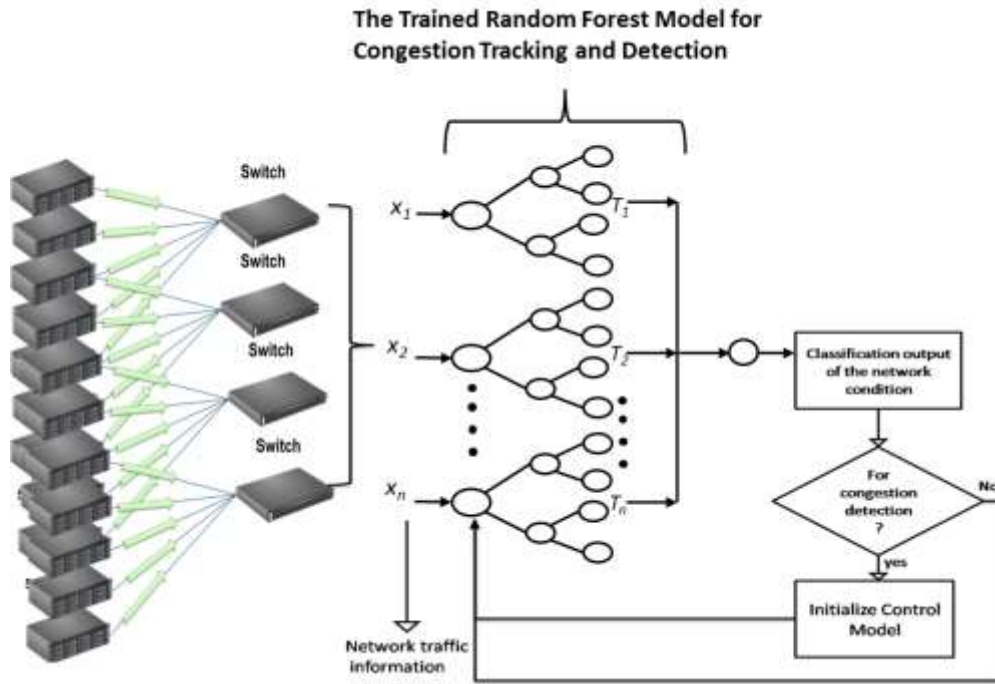 The Trained Random Forest Model for
Congestion Tracking and Detection
Switch
Switch
Switch
Switch
X1
X2
Xn
T1
T2
Tn
Network traffic
information
Classification output
of the network
condition
For
congestion
detection
?
No
yes
Initialize Control
Model